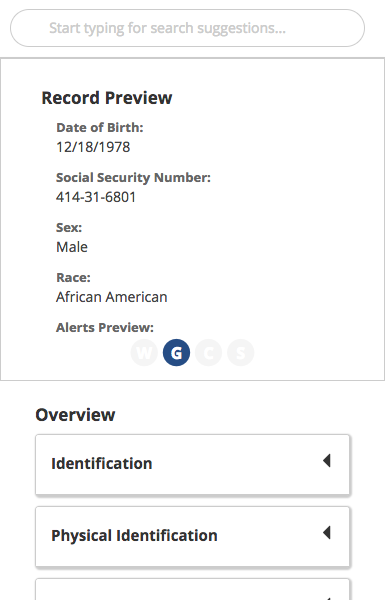 Start typing for search suggestions...
Record Preview
Date of Birth:
12/18/1978
Social Security Number:
414-31-6801
Sex:
Male
Race:
African American
Alerts Preview:
W G C S
Overview
Identification
Physical Identification